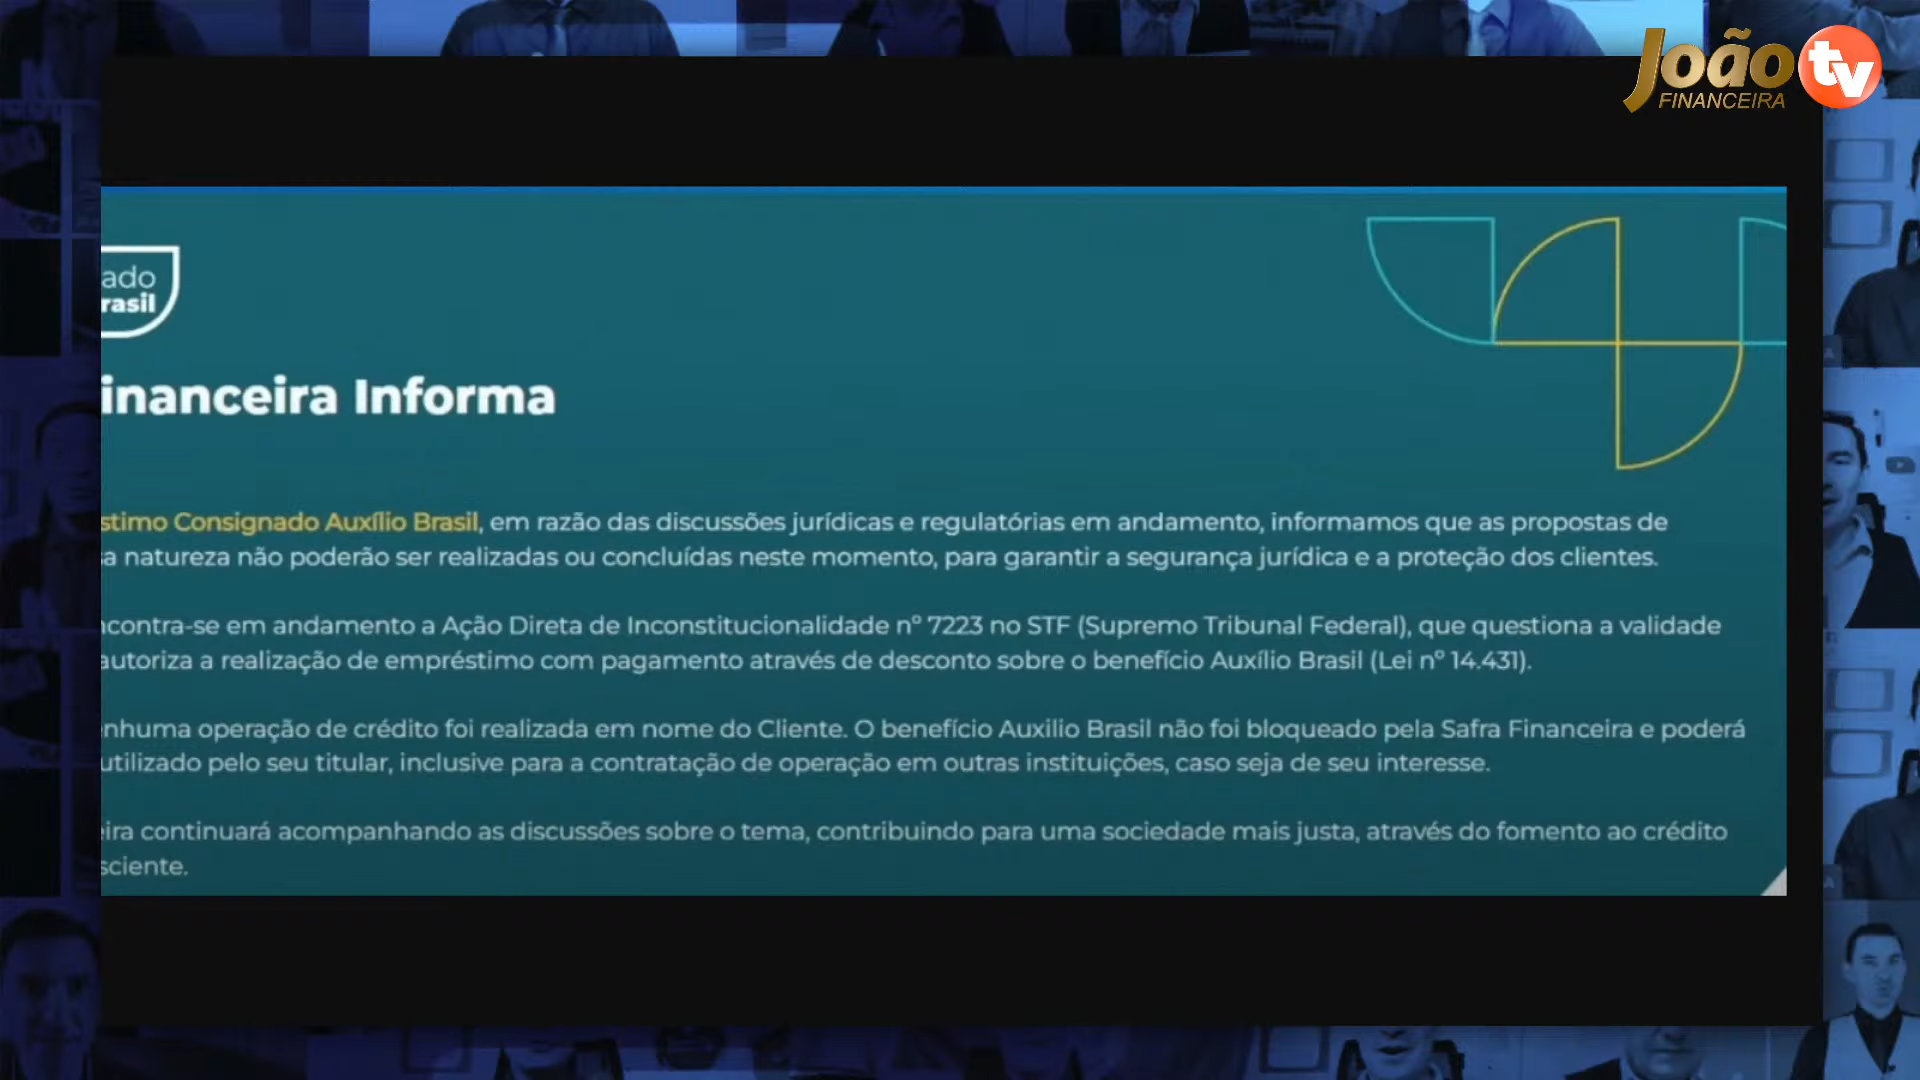 João
FINANCEIRA
tv
ado
rasil
inanceira Informa
stimo Consignado Auxílio Brasil, em razão das discussões jurídicas e regulatórias em andamento, informamos que as propostas de
a natureza não poderão ser realizadas ou concluídas neste momento, para garantir a segurança jurídica e a proteção dos clientes.
ncontra-se em andamento a Ação Direta de Inconstitucionalidade nº 7223 no STF (Supremo Tribunal Federal), que questiona a validade
autoriza a realização de empréstimo com pagamento através de desconto sobre o benefício Auxílio Brasil (Lei nº 14.431).
enhuma operação de crédito foi realizada em nome do Cliente. O benefício Auxilio Brasil não foi bloqueado pela Safra Financeira e poderá
utilizado pelo seu titular, inclusive para a contratação de operação em outras instituições, caso seja de seu interesse.
eira continuará acompanhando as discussões sobre o tema, contribuindo para uma sociedade mais justa, através do fomento ao crédito
sciente.